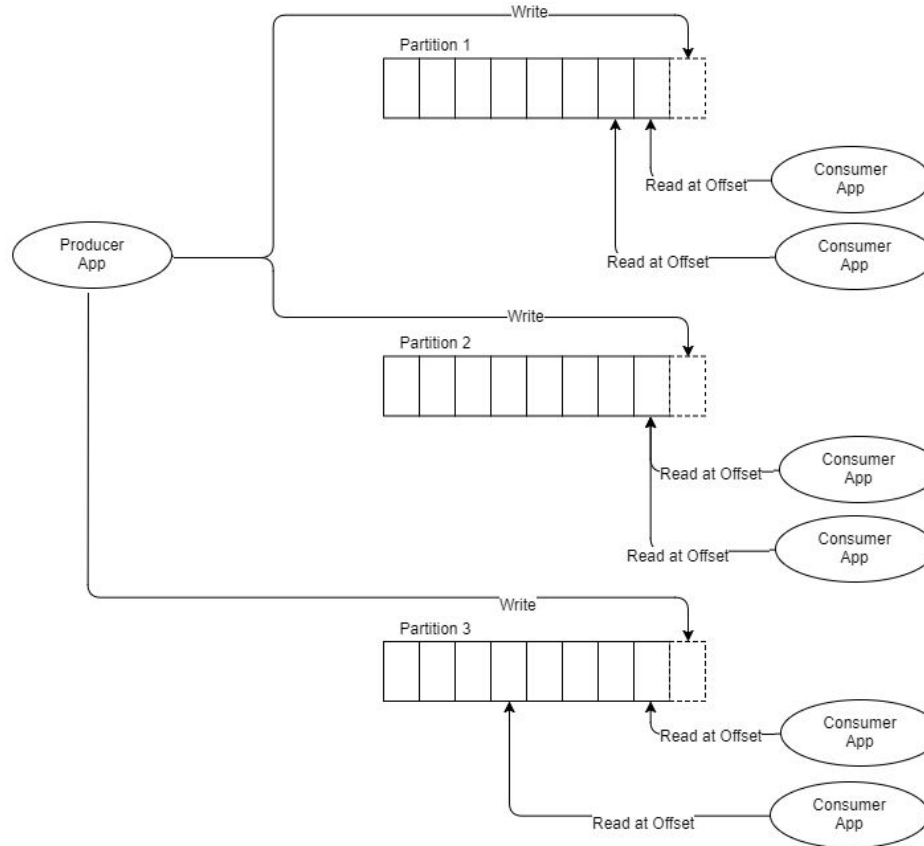 Write
Partition 1
Consumer
App
Read at Offset
Producer
App
Consumer
App
Read at Offset
Write
Partition 2
Consumer
App
Read at Offset
Consumer
App
Read at Offset
Write
Partition 3
Consumer
App
Read at Offset
Consumer
App
Read at Offset